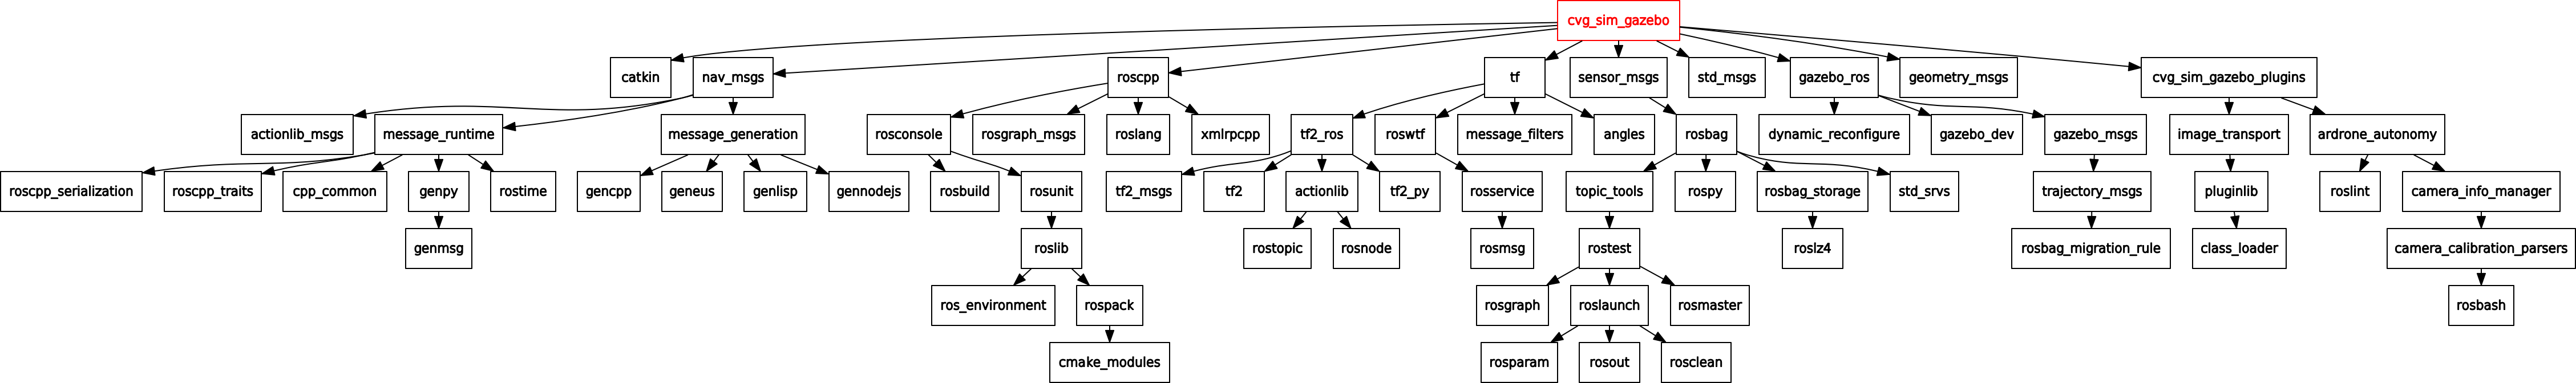 cvg_sim_gazebo
catkin
nav_msgs
roscpp
tf
sensor_msgs
std_msgs
gazebo_ros
geometry_msgs
cvg_sim_gazebo_plugins
actionlib_msgs
message_runtime
message_generation
rosconsole
rosgraph_msgs
roslang
xmlrpcpp
tf2_ros
roswtf
message_filters
angles
rosbag
dynamic_reconfigure
gazebo_dev
gazebo_msgs
image_transport
ardrone_autonomy
roscpp_serialization
roscpp_traits
cpp_common
genpy
rostime
gencpp
geneus
genlisp
gennodejs
rosbuild
rosunit
tf2_msgs
tf2
actionlib
tf2_py
rosservice
topic_tools
rospy
rosbag_storage
std_srvs
trajectory_msgs
pluginlib
roslint
camera_info_manager
genmsg
roslib
rostopic
rosnode
rosmsg
rostest
roslz4
rosbag_migration_rule
class_loader
camera_calibration_parsers
ros_environment
rospack
rosgraph
roslaunch
rosmaster
rosbash
cmake_modules
rosparam
rosout
rosclean